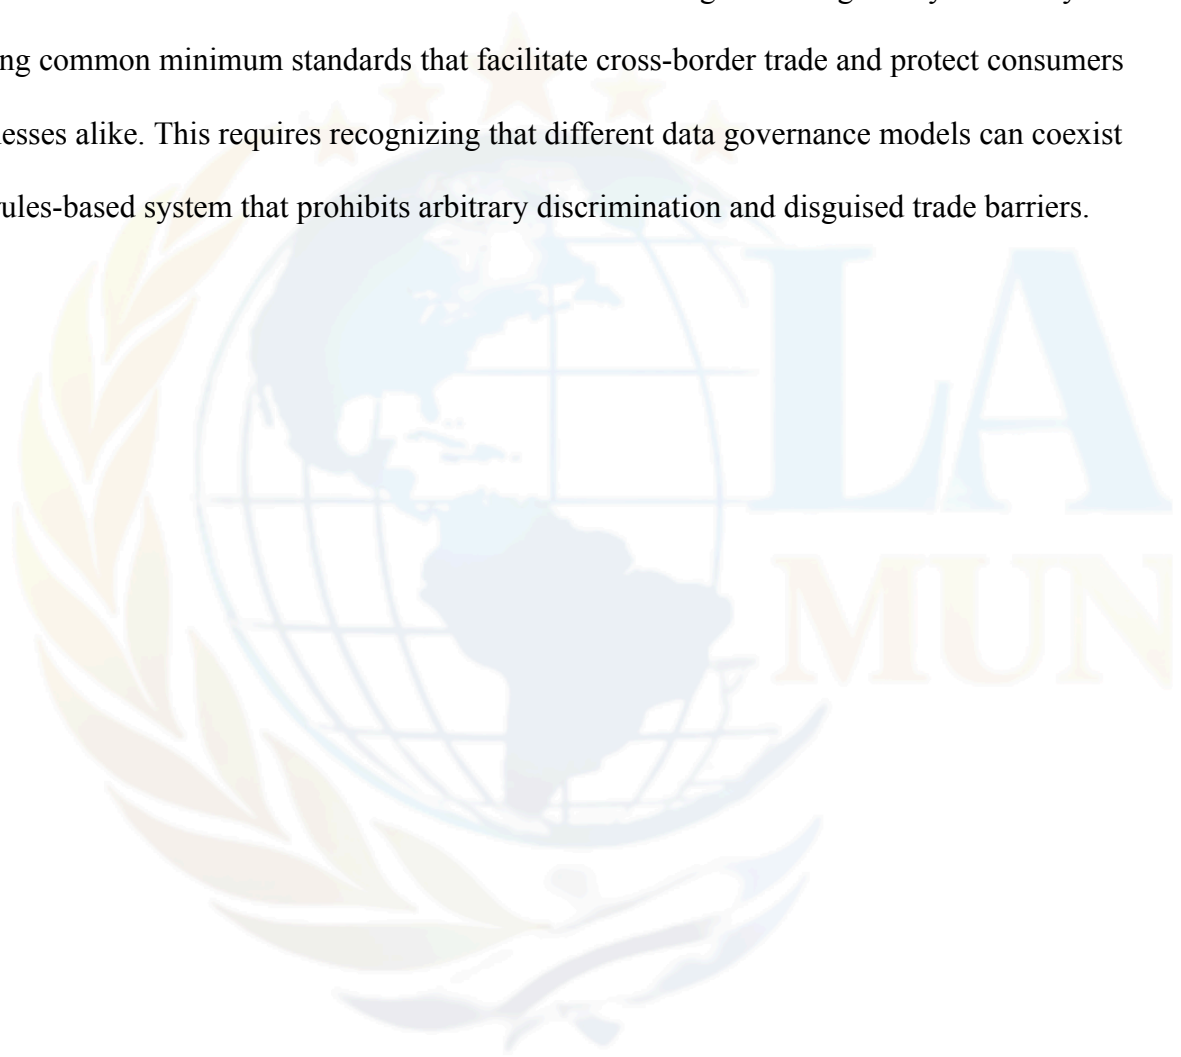 ng common minimum standards that facilitate cross-border trade and protect consumers
esses alike. This requires recognizing that different data governance models can coexist
ules-based system that prohibits arbitrary discrimination and disguised trade barriers.
LA
MUN